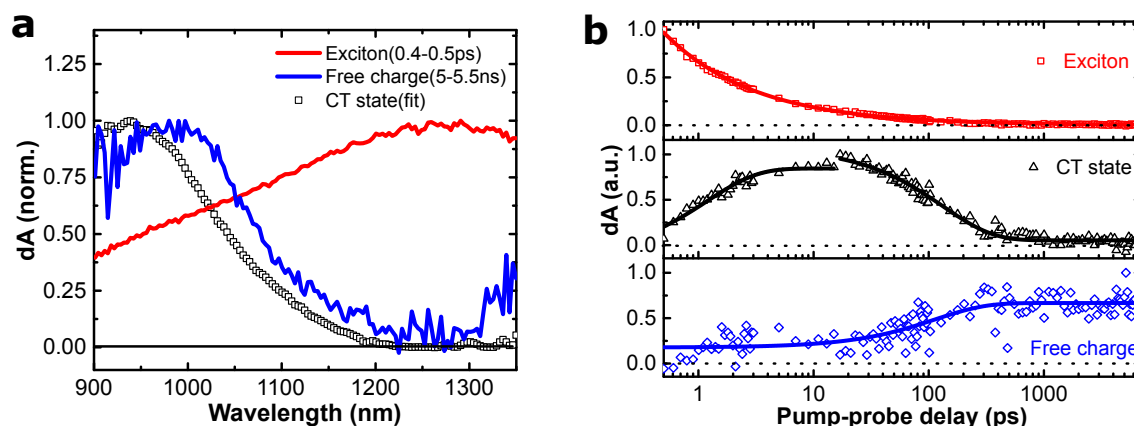 a
1.25
1.00
0.75
0.50
0.25
0.00
dA (norm.)
Exciton(0.4-0.5ps)
Free charge(5-5.5ns)
CT state(fit)
900 1000 1100 1200 1300
Wavelength (nm)
b
1.0
0.5
0.0
Exciton
1.0
0.5
0.0
CT state
1.0
0.5
0.0
Free charge
dA (a.u.)
1 10 100 1000
Pump-probe delay (ps)